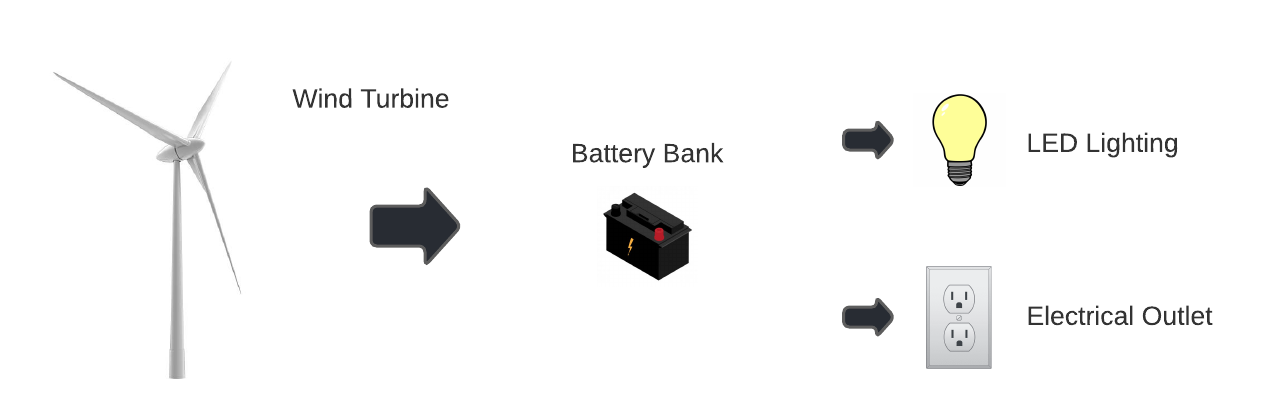 Wind Turbine
Battery Bank
LED Lighting
Electrical Outlet